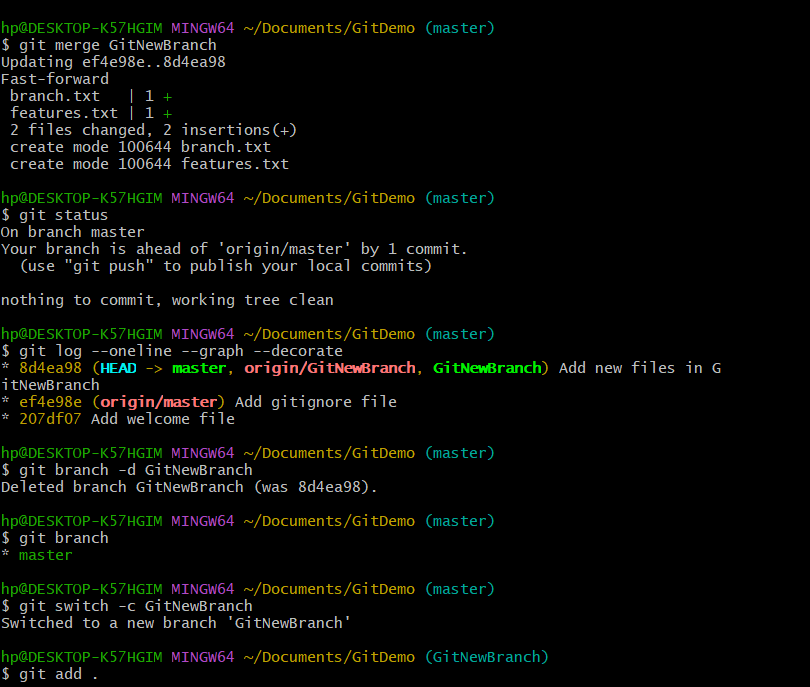 hp@DESKTOP-K57HGIM MINGW64 ~/Documents/GitDemo (master)
$ git merge GitNewBranch
Updating ef4e98e..8d4ea98
Fast-forward
 branch.txt   | 1 +
 features.txt | 1 +
 2 files changed, 2 insertions(+)
 create mode 100644 branch.txt
 create mode 100644 features.txt
hp@DESKTOP-K57HGIM MINGW64 ~/Documents/GitDemo (master)
$ git status
On branch master
Your branch is ahead of 'origin/master' by 1 commit.
  (use "git push" to publish your local commits)
nothing to commit, working tree clean
hp@DESKTOP-K57HGIM MINGW64 ~/Documents/GitDemo (master)
$ git log --oneline --graph --decorate
* 8d4ea98 (HEAD -> master, origin/GitNewBranch, GitNewBranch) Add new files in G
itNewBranch
* ef4e98e (origin/master) Add gitignore file
* 207df07 Add welcome file
hp@DESKTOP-K57HGIM MINGW64 ~/Documents/GitDemo (master)
$ git branch -d GitNewBranch
Deleted branch GitNewBranch (was 8d4ea98).
hp@DESKTOP-K57HGIM MINGW64 ~/Documents/GitDemo (master)
$ git branch
* master
hp@DESKTOP-K57HGIM MINGW64 ~/Documents/GitDemo (master)
$ git switch -c GitNewBranch
Switched to a new branch 'GitNewBranch'
hp@DESKTOP-K57HGIM MINGW64 ~/Documents/GitDemo (GitNewBranch)
$ git add .